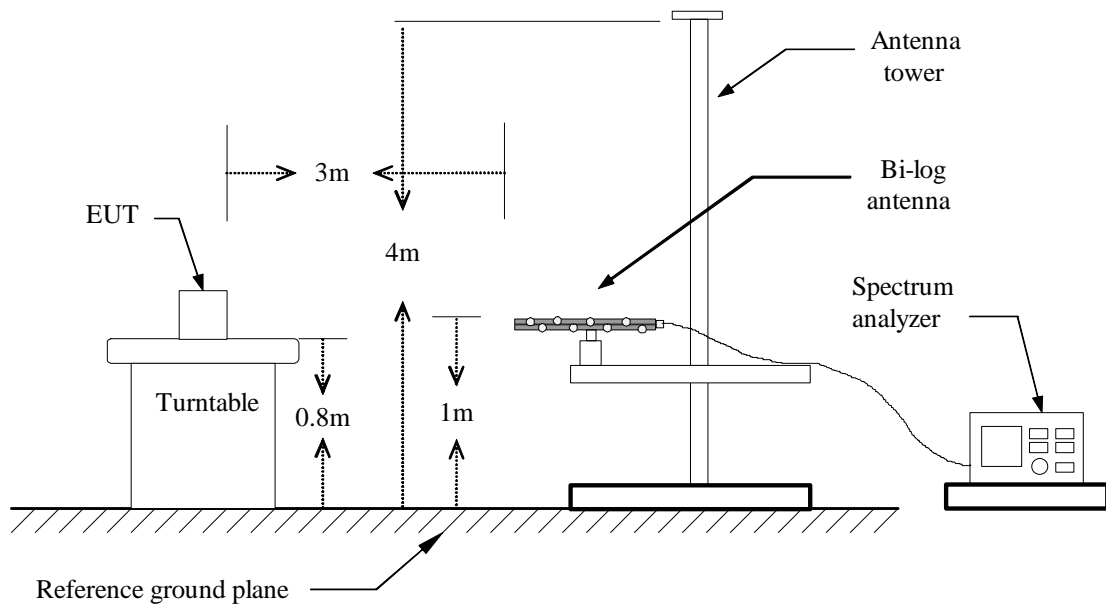 Antenna
tower
3m
Bi-log
antenna
EUT
4m
Spectrum
analyzer
Turntable
0.8m
1m
Reference ground plane